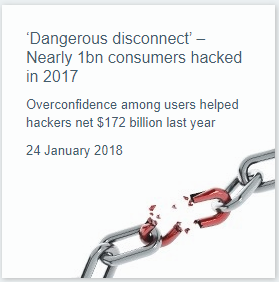 ‘Dangerous disconnect’ –
Nearly 1bn consumers hacked
in 2017
Overconfidence among users helped
hackers net $172 billion last year
24 January 2018